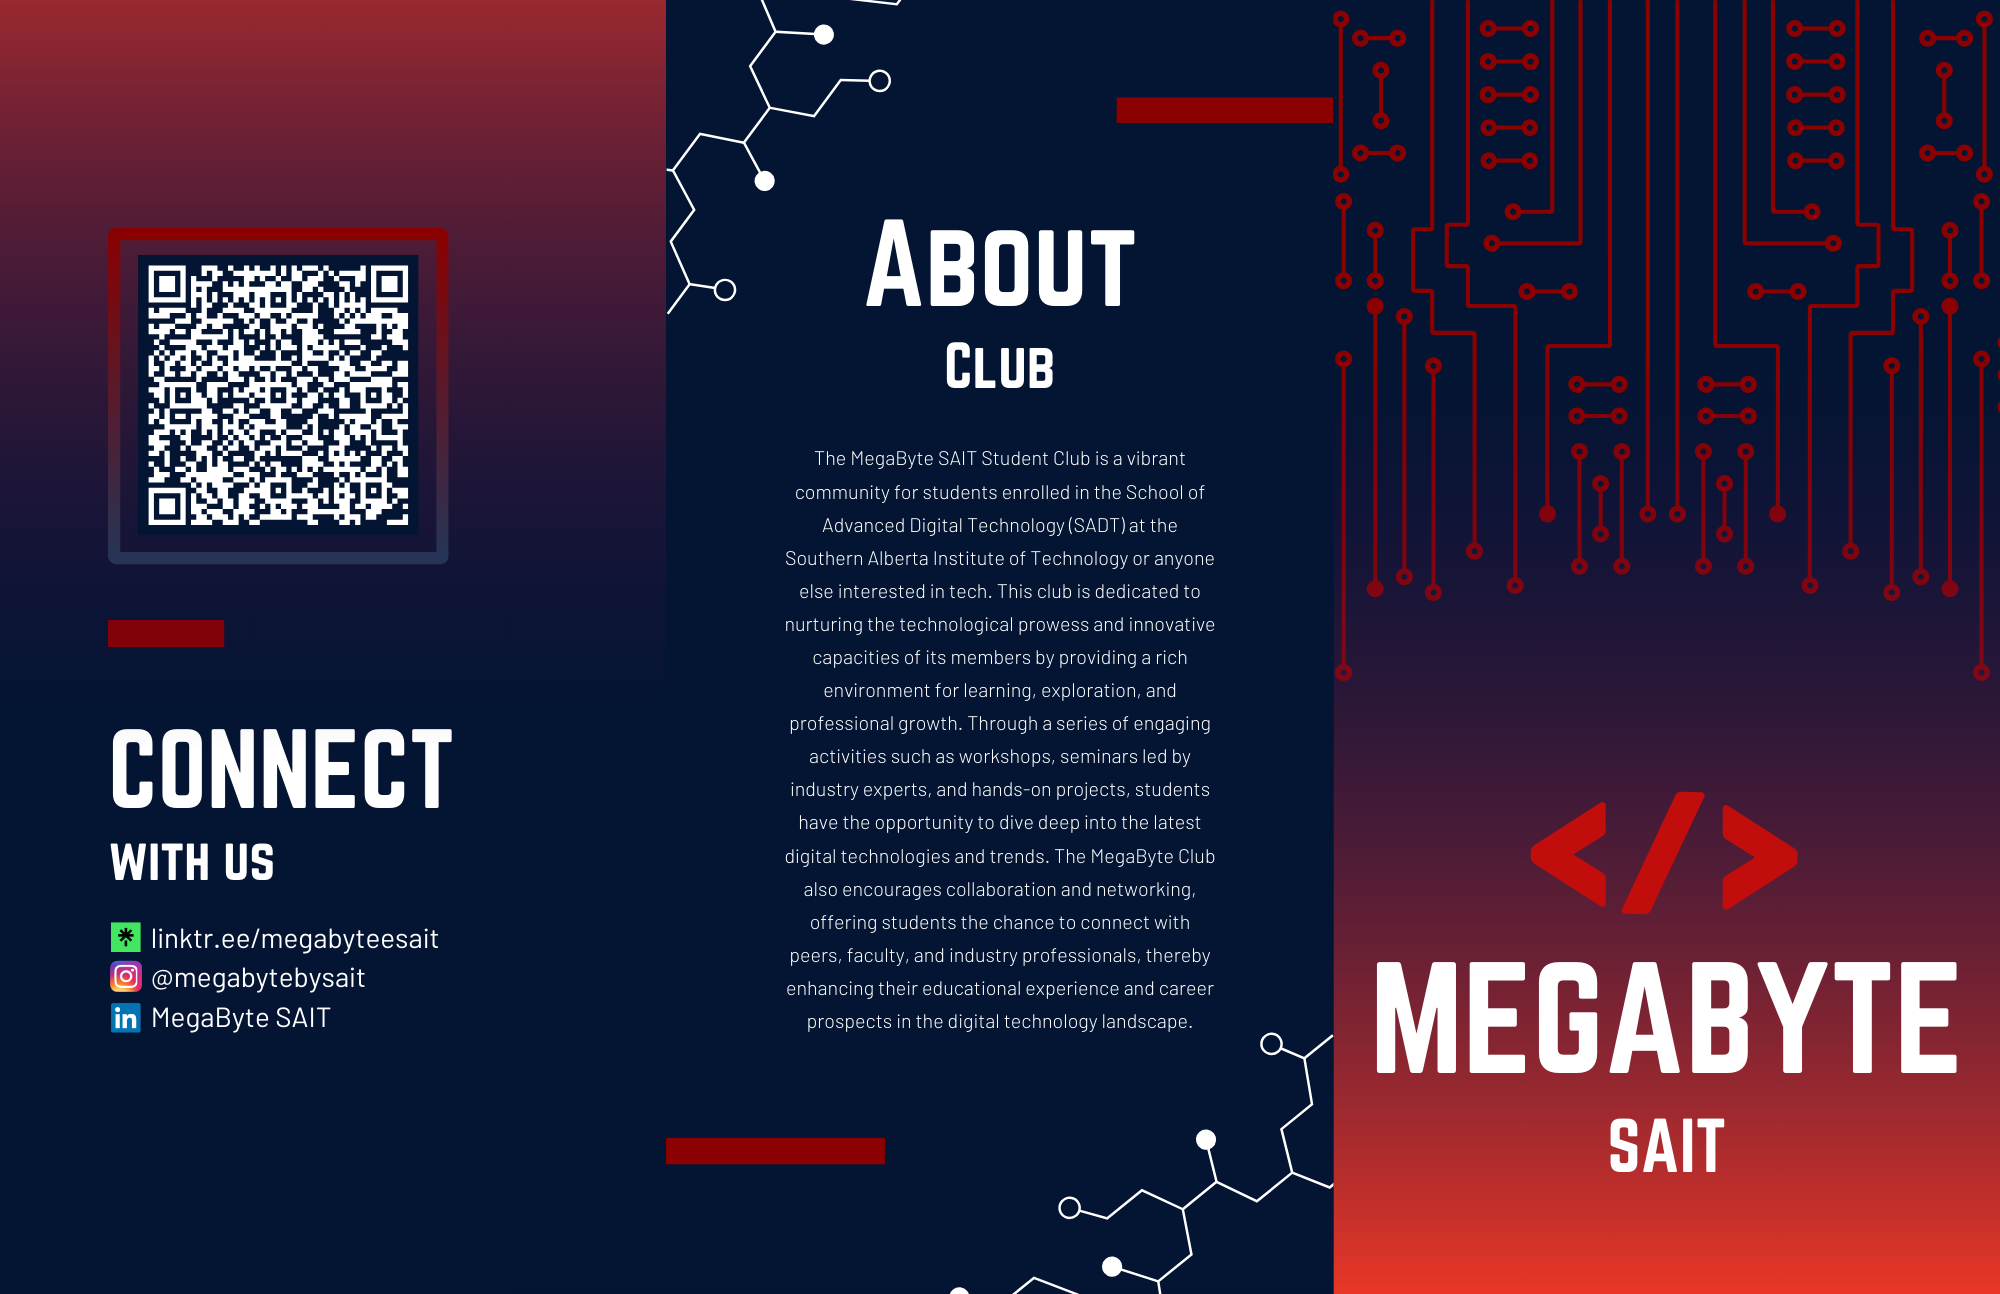 CONNECT
WITH US
linktr.ee/megabyteesait
@megabytebysait
in MegaByte SAIT
ABOUT
CLUB
The MegaByte SAIT Student Club is a vibrant
community for students enrolled in the School of
Advanced Digital Technology (SADT) at the
Southern Alberta Institute of Technology or anyone
else interested in tech. This club is dedicated to
nurturing the technological prowess and innovative
capacities of its members by providing a rich
environment for learning, exploration, and
professional growth. Through a series of engaging
activities such as workshops, seminars led by
industry experts, and hands-on projects, students
have the opportunity to dive deep into the latest
digital technologies and trends. The MegaByte Club
also encourages collaboration and networking,
offering students the chance to connect with
peers, faculty, and industry professionals, thereby
enhancing their educational experience and career
prospects in the digital technology landscape.
</>
MEGABYTE
SAIT